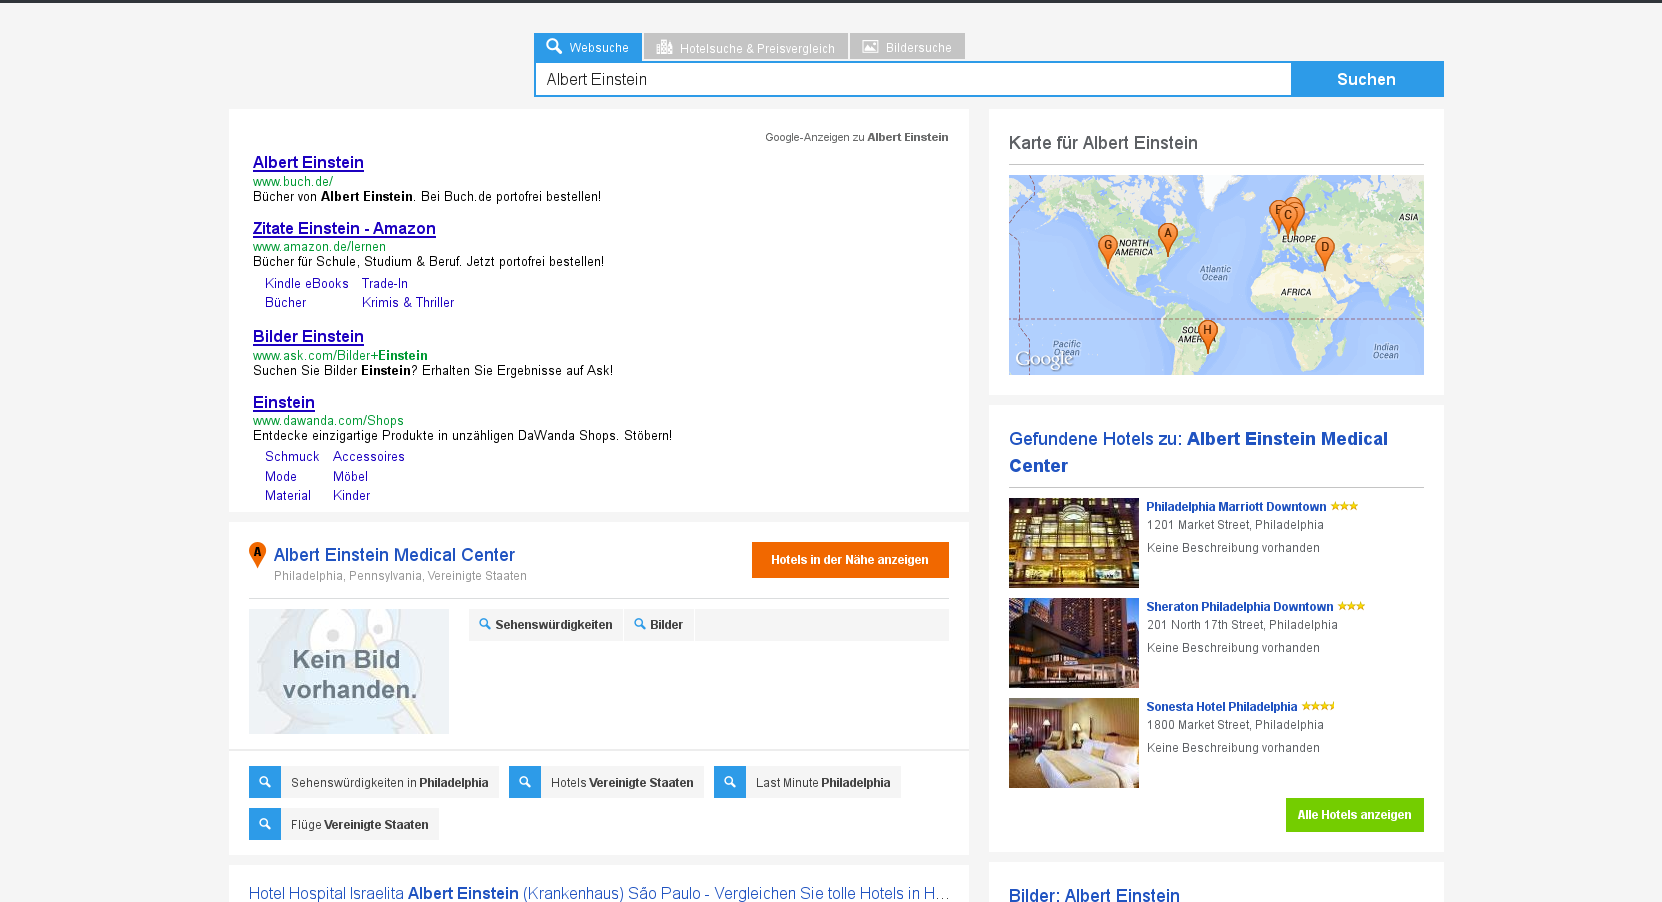 Websuche
Hotelsuche & Preisvergleich
Bildersuche
Albert Einstein
Suchen
Google-Anzeigen zu Albert Einstein
Albert Einstein
www.buch.de/
Bücher von Albert Einstein. Bei Buch.de portofrei bestellen!
Zitate Einstein - Amazon
www.amazon.de/lernen
Bücher für Schule, Studium & Beruf. Jetzt portofrei bestellen!
Kindle eBooks Trade-In
Bücher Krimis & Thriller
Bilder Einstein
www.ask.com/Bilder+Einstein
Suchen Sie Bilder Einstein? Erhalten Sie Ergebnisse auf Ask!
Einstein
www.dawanda.com/Shops
Entdecke einzigartige Produkte in unzähligen DaWanda Shops. Stöbern!
Schmuck Accessoires
Mode Möbel
Material Kinder
A
Albert Einstein Medical Center
Philadelphia, Pennsylvania, Vereinigte Staaten
Hotels in der Nähe anzeigen
Kein Bild
vorhanden.
Sehenswürdigkeiten
Bilder
Sehenswürdigkeiten in Philadelphia
Hotels Vereinigte Staaten
Last Minute Philadelphia
Flüge Vereinigte Staaten
Hotel Hospital Israelita Albert Einstein (Krankenhaus) São Paulo - Vergleichen Sie tolle Hotels in H...
Karte für Albert Einstein
E
C
ASIA
A
G
NORTH
AMERICA
EUROPE
D
Atlantic
Ocean
AFRICA
H
SOU
AMERICA
Pacific
Ocean
Indian
Ocean
Google
Gefundene Hotels zu: Albert Einstein Medical
Center
Philadelphia Marriott Downtown
1201 Market Street, Philadelphia
Keine Beschreibung vorhanden
Sheraton Philadelphia Downtown
201 North 17th Street, Philadelphia
Keine Beschreibung vorhanden
Sonesta Hotel Philadelphia
1800 Market Street, Philadelphia
Keine Beschreibung vorhanden
Alle Hotels anzeigen
Bilder: Albert Einstein